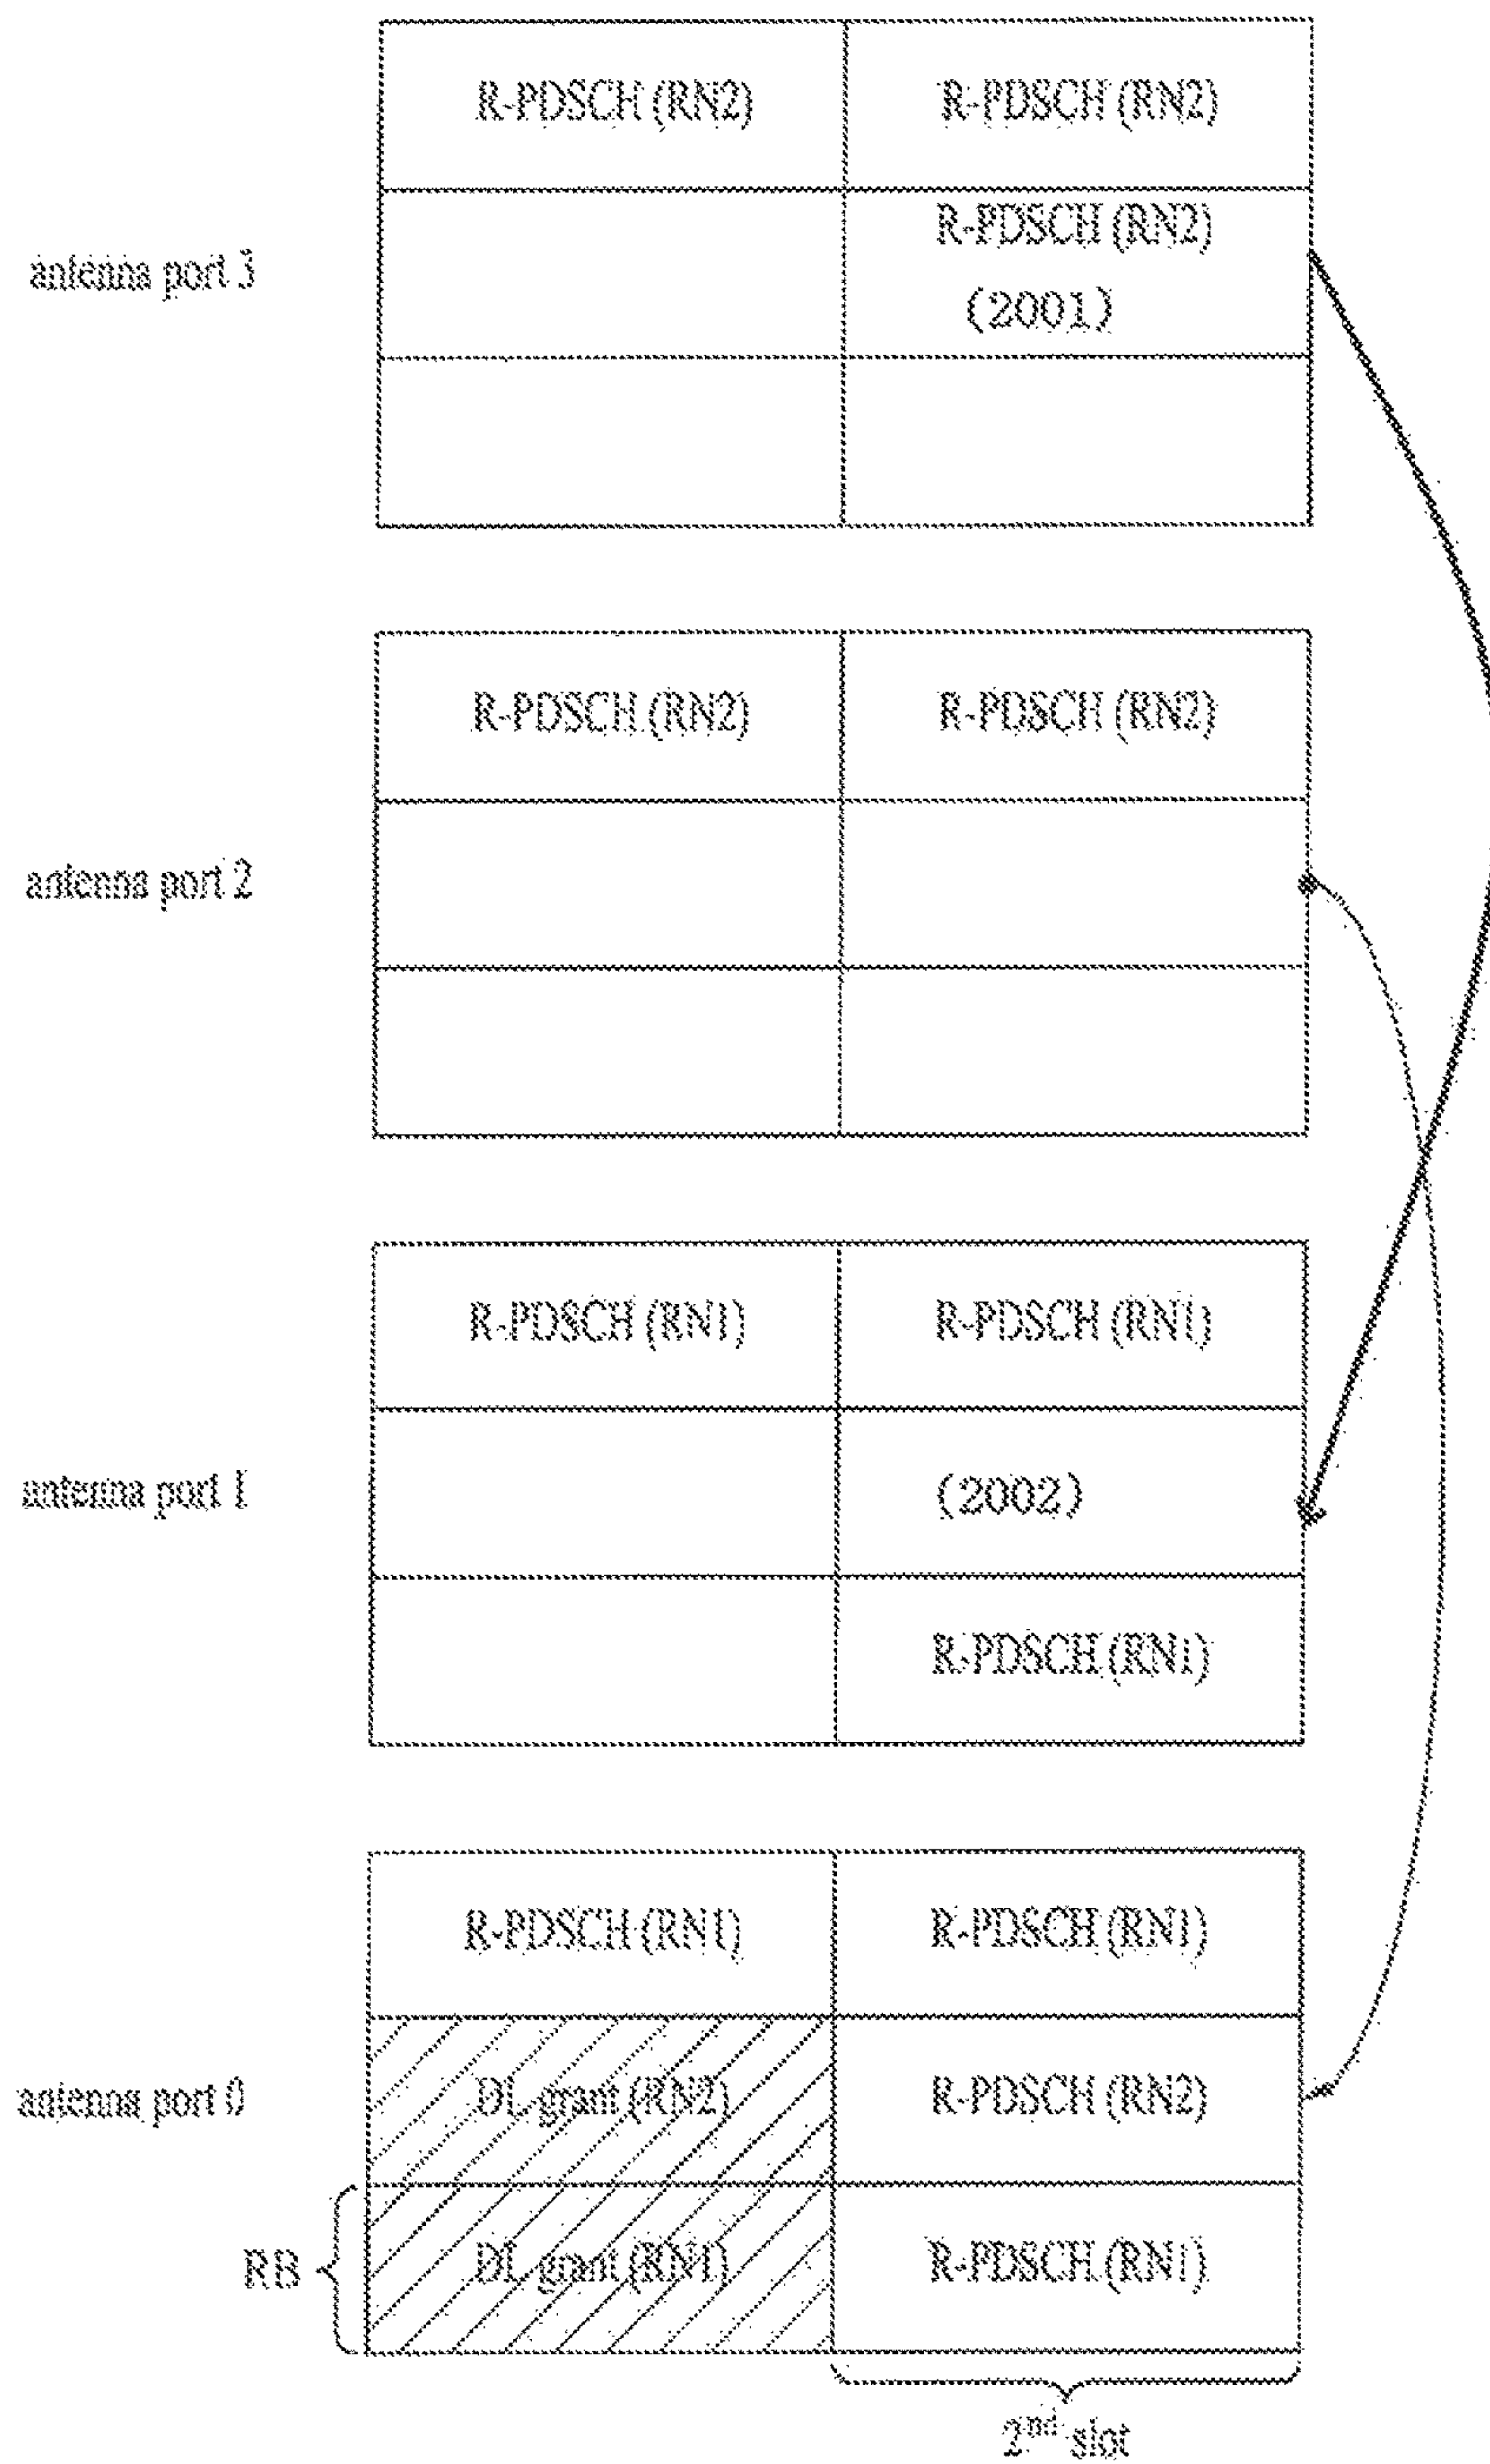 R-PDSCH (RN2) R-PDSCH (RN2)
antenna port 3
R-PDSCH (RN2)
(2001)
R-PDSCH (RN2) R-PDSCH (RN2)
antenna port 2
R-PDSCH (RN1) R-PDSCH (RN1)
antenna port 1
(2002)
R-PDSCH (RN1)
R-PDSCH (RN1) R-PDSCH (RN1)
antenna port 0
DL grant (RN2) R-PDSCH (RN2)
RB
DL grant (RN1) R-PDSCH (RN1)
2nd slot